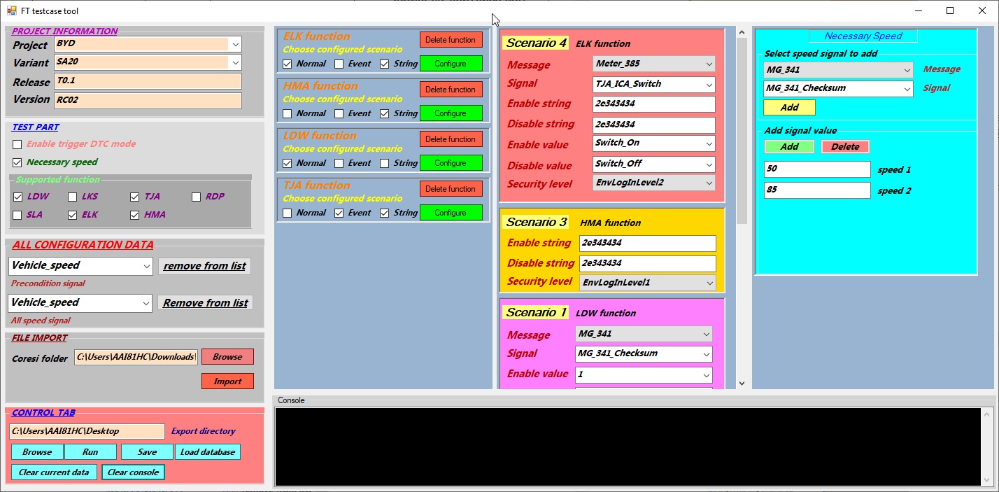 FT testcase tool
PROJECT INFORMATION
Project BYD
Variant SA20
Release T0.1
Version RC02
TEST PART
Enable trigger DTC mode
Necessary speed
Supported function
LDW LKS TJA RDP
SLA ELK HMA
ALL CONFIGURATION DATA
Vehicle_speed remove from list
Precondition signal
Vehicle_speed Remove from list
All speed signal
FILE IMPORT
Coresi folder C:\Users\AAI81HC\Downloads\ Browse
Import
CONTROL TAB
C:\Users\AAI81HC\Desktop Export directory
Browse Run Save Load database
Clear current data Clear console
ELK function Delete function
Choose configured scenario
Normal Event String Configure
HMA function Delete function
Choose configured scenario
Normal Event String Configure
LDW function Delete function
Choose configured scenario
Normal Event String Configure
TJA function Delete function
Choose configured scenario
Normal Event String Configure
Scenario 4 ELK function
Message Meter_385
Signal TJA_ICA_Switch
Enable string 2e343434
Disable string 2e343434
Enable value Switch_On
Disable value Switch_Off
Security level EnvLogInLevel2
Scenario 3 HMA function
Enable string 2e343434
Disable string 2e343434
Security level EnvLogInLevel1
Scenario 1 LDW function
Message MG_341
Signal MG_341_Checksum
Enable value 1
Necessary Speed
Select speed signal to add
MG_341 Message
MG_341_Checksum Signal
Add
Add signal value
Add Delete
50 speed 1
85 speed 2
Console